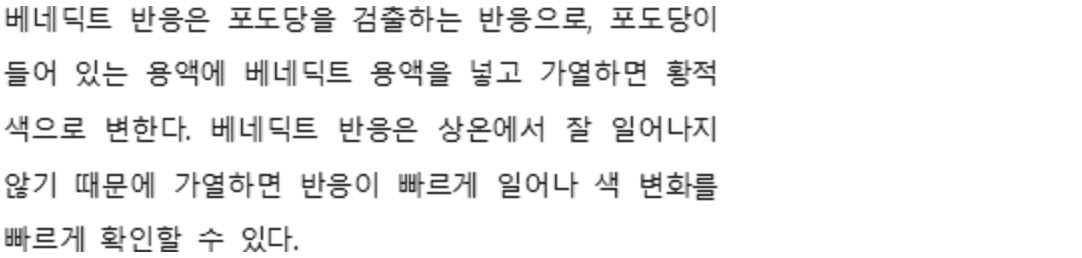 베네딕트 반응은 포도당을 검출하는 반응으로, 포도당이
들어 있는 용액에 베네딕트 용액을 넣고 가열하면 황적
색으로 변한다. 베네딕트 반응은 상온에서 잘 일어나지
않기 때문에 가열하면 반응이 빠르게 일어나 색 변화를
빠르게 확인할 수 있다.